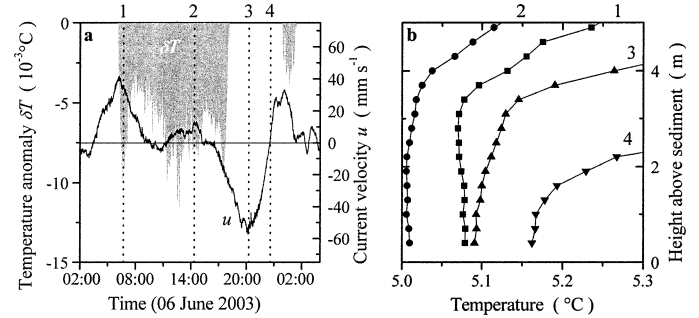 1 2 3 4
a
δT
u
0
-5
-10
-15
Temperature anomaly δT ( 10⁻³°C )
60
40
20
0
-20
-40
-60
Current velocity u ( mm s⁻¹ )
02:00 08:00 14:00 20:00 02:00
Time (06 June 2003)
b
2 1
3
4
4
2
0
Height above sediment ( m )
5.0 5.1 5.2 5.3
Temperature ( °C )